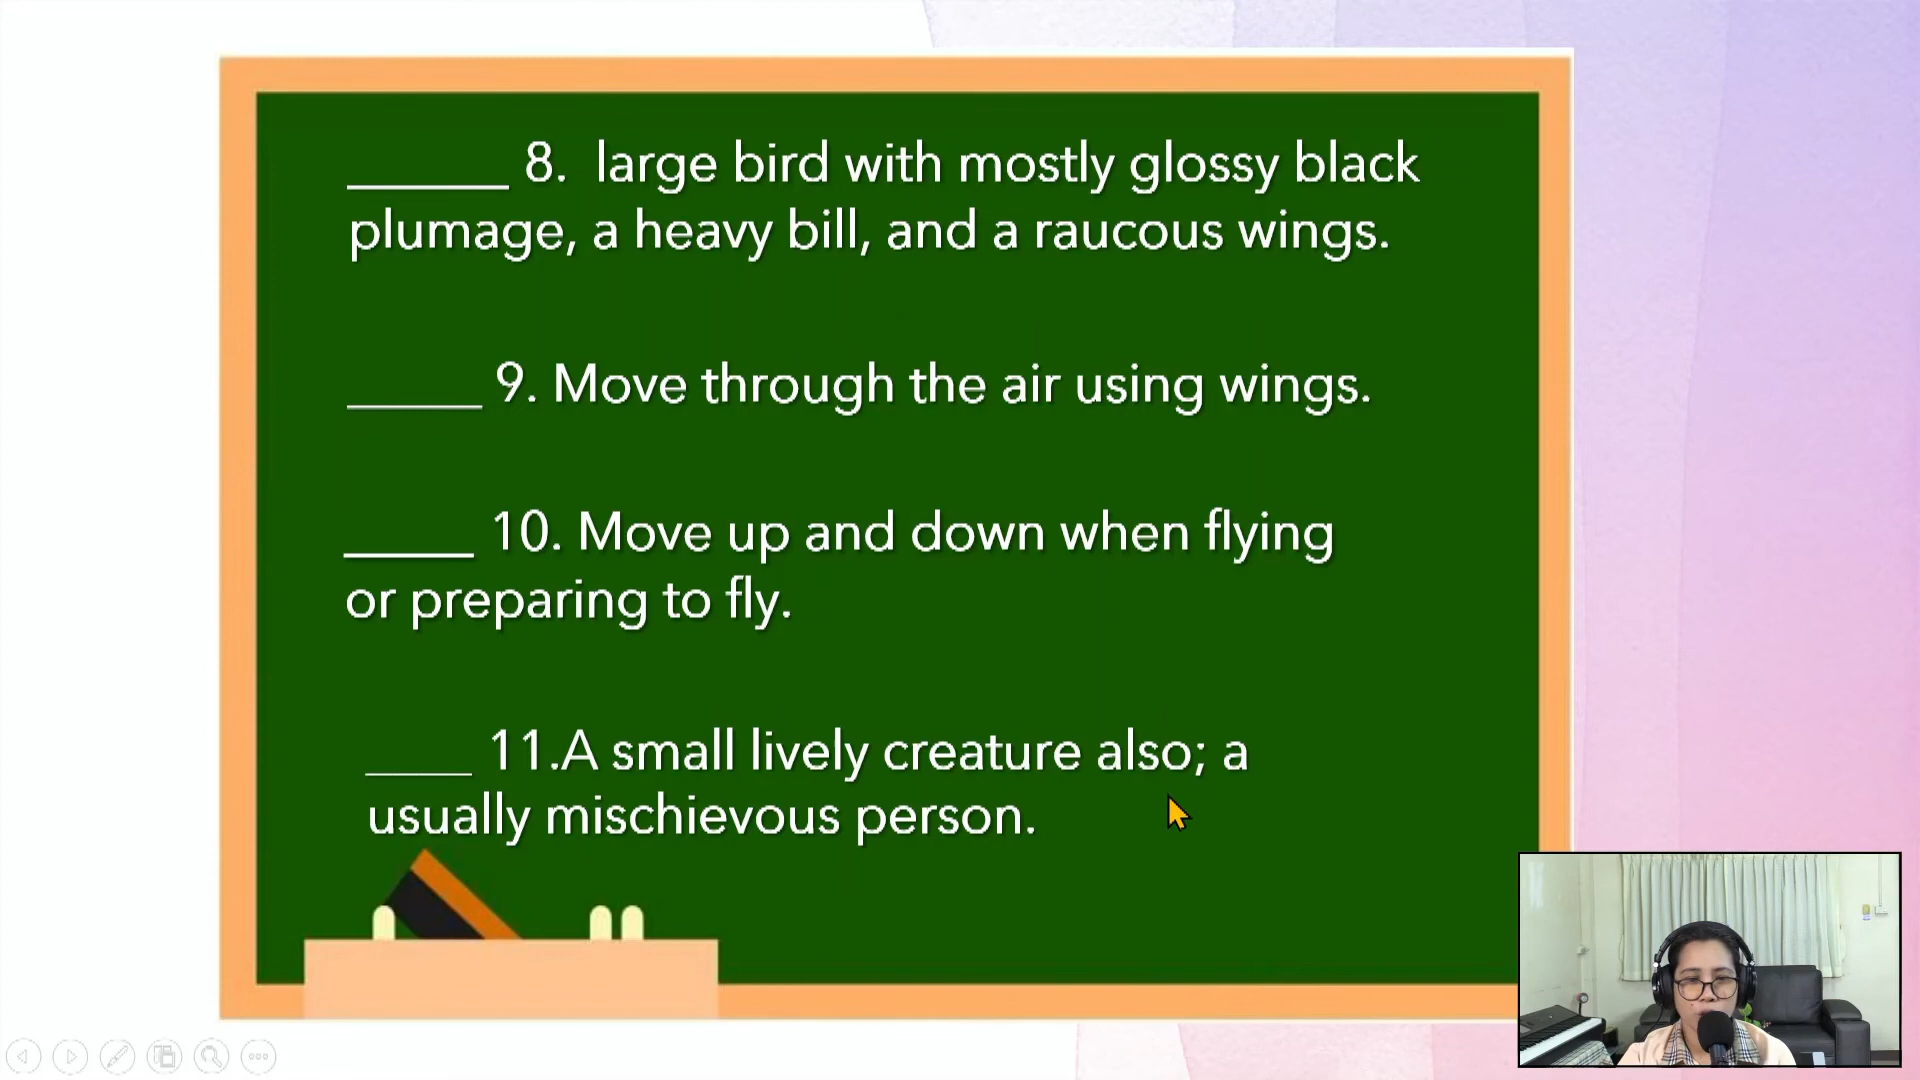 ______ 8.  large bird with mostly glossy black
plumage, a heavy bill, and a raucous wings.
_____ 9. Move through the air using wings.
_____ 10. Move up and down when flying
or preparing to fly.
____ 11.A small lively creature also; a
usually mischievous person.